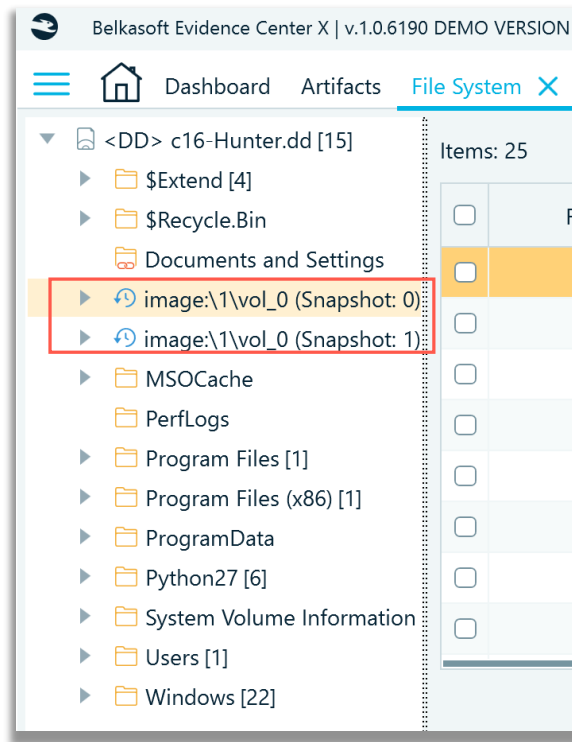 Belkasoft Evidence Center X | v.1.0.6190 DEMO VERSION
Dashboard Artifacts File System
<DD> c16-Hunter.dd [15]
Items: 25
$Extend [4]
$Recycle.Bin
Documents and Settings
image:\1\vol_0 (Snapshot: 0)
image:\1\vol_0 (Snapshot: 1)
MSOCache
PerfLogs
Program Files [1]
Program Files (x86) [1]
ProgramData
Python27 [6]
System Volume Information
Users [1]
Windows [22]